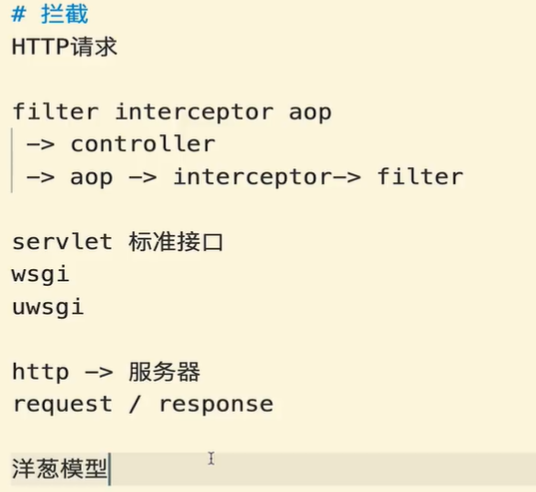 # 拦截
HTTP请求
filter interceptor aop
-> controller
-> aop -> interceptor-> filter
servlet 标准接口
wsgi
uwsgi
http -> 服务器
request / response
洋葱模型